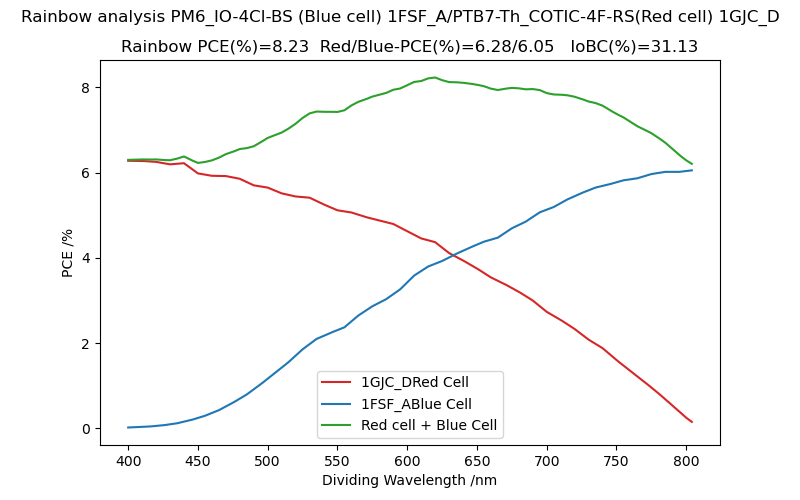 Rainbow analysis PM6_IO-4Cl-BS (Blue cell) 1FSF_A/PTB7-Th_COTIC-4F-RS(Red cell) 1GJC_D
Rainbow PCE(%)=8.23  Red/Blue-PCE(%)=6.28/6.05   IoBC(%)=31.13
8
6
4
2
0
PCE /%
1GJC_DRed Cell
1FSF_ABlue Cell
Red cell + Blue Cell
400 450 500 550 600 650 700 750 800
Dividing Wavelength /nm